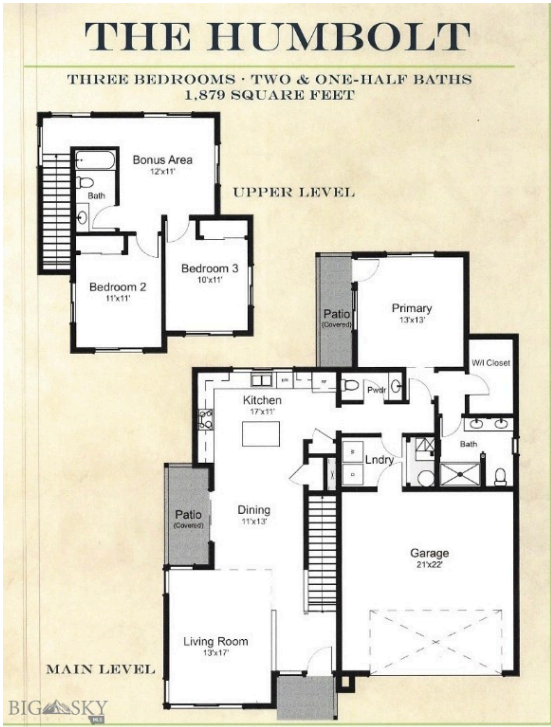 THE HUMBOLT
THREE BEDROOMS · TWO & ONE-HALF BATHS
1,879 SQUARE FEET
Bonus Area
12'x11'
Bath
UPPER LEVEL
Bedroom 2
11'x11'
Bedroom 3
10'x11'
Patio
(Covered)
Primary
13'x13'
W/I Closet
Pwdr
Kitchen
17'x11'
Bath
Lndry
Patio
(Covered)
Dining
11'x13'
Garage
21'x22'
Living Room
13'x17'
MAIN LEVEL
BIG SKY
MLS